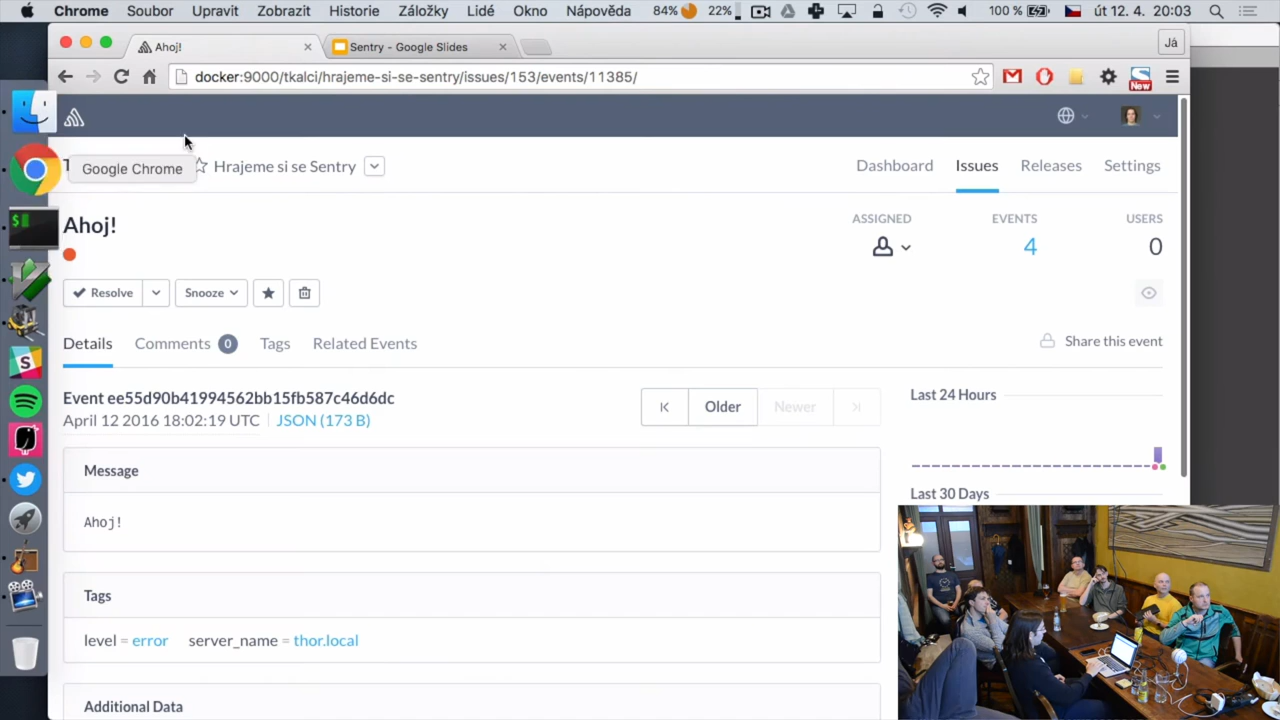 Chrome Soubor Upravit Zobrazit Historie Záložky Lidé Okno Nápověda 84% 22% 100 % út 12. 4. 20:03
Ahoj!
Sentry - Google Slides
Já
docker:9000/tkalci/hrajeme-si-se-sentry/issues/153/events/11385/
New
Google Chrome
Hrajeme si se Sentry
Dashboard Issues Releases Settings
Ahoj!
ASSIGNED EVENTS USERS
4 0
Resolve Snooze
Details Comments 0 Tags Related Events
Share this event
Event ee55d90b41994562bb15fb587c46d6dc
April 12 2016 18:02:19 UTC JSON (173 B)
Older Newer
Last 24 Hours
Message
Last 30 Days
Ahoj!
Tags
level = error server_name = thor.local
Additional Data